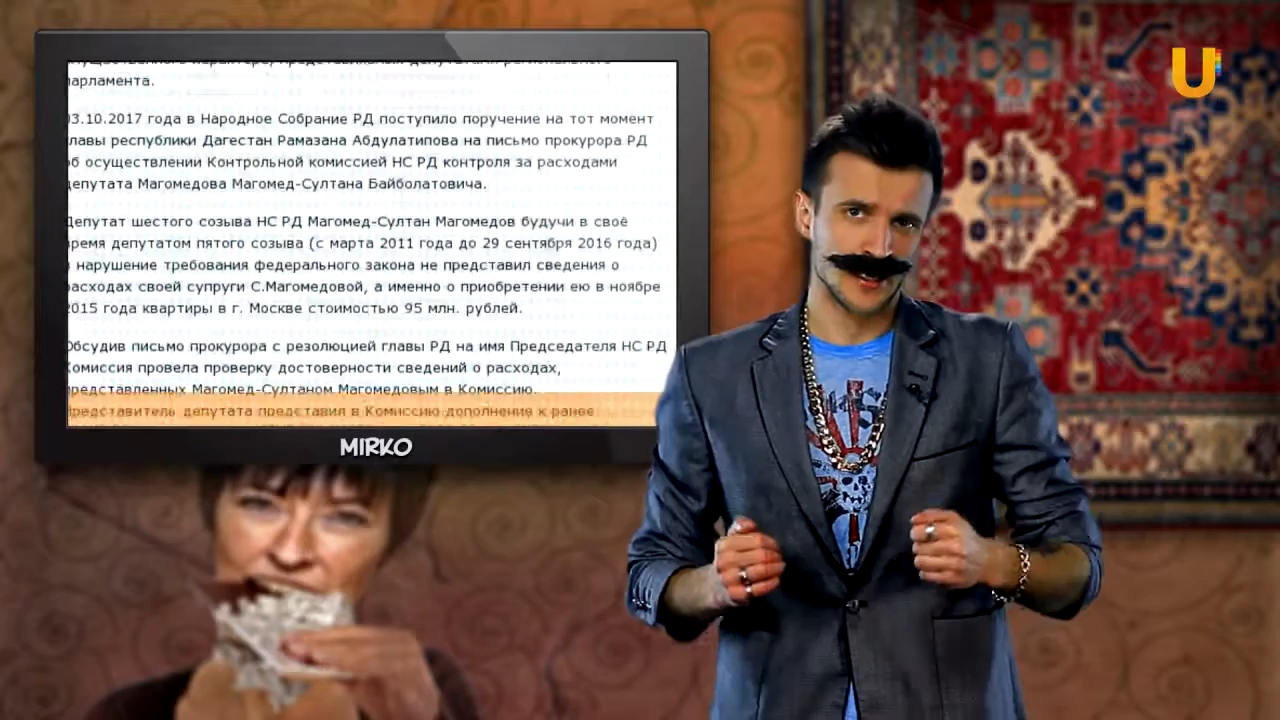 парламента.
03.10.2017 года в Народное Собрание РД поступило поручение на тот момент
главы республики Дагестан Рамазана Абдулатипова на письмо прокурора РД
об осуществлении Контрольной комиссией НС РД контроля за расходами
депутата Магомедова Магомед-Султана Байболатовича.
Депутат шестого созыва НС РД Магомед-Султан Магомедов будучи в своё
время депутатом пятого созыва (с марта 2011 года до 29 сентября 2016 года)
в нарушение требования федерального закона не представил сведения о
расходах своей супруги С.Магомедовой, а именно о приобретении ею в ноябре
2015 года квартиры в г. Москве стоимостью 95 млн. рублей.
Обсудив письмо прокурора с резолюцией главы РД на имя Председателя НС РД
Комиссия провела проверку достоверности сведений о расходах,
представленных Магомед-Султаном Магомедовым в Комиссию.
Представитель депутата представил в Комиссию дополнение к ранее
MIRKO
U